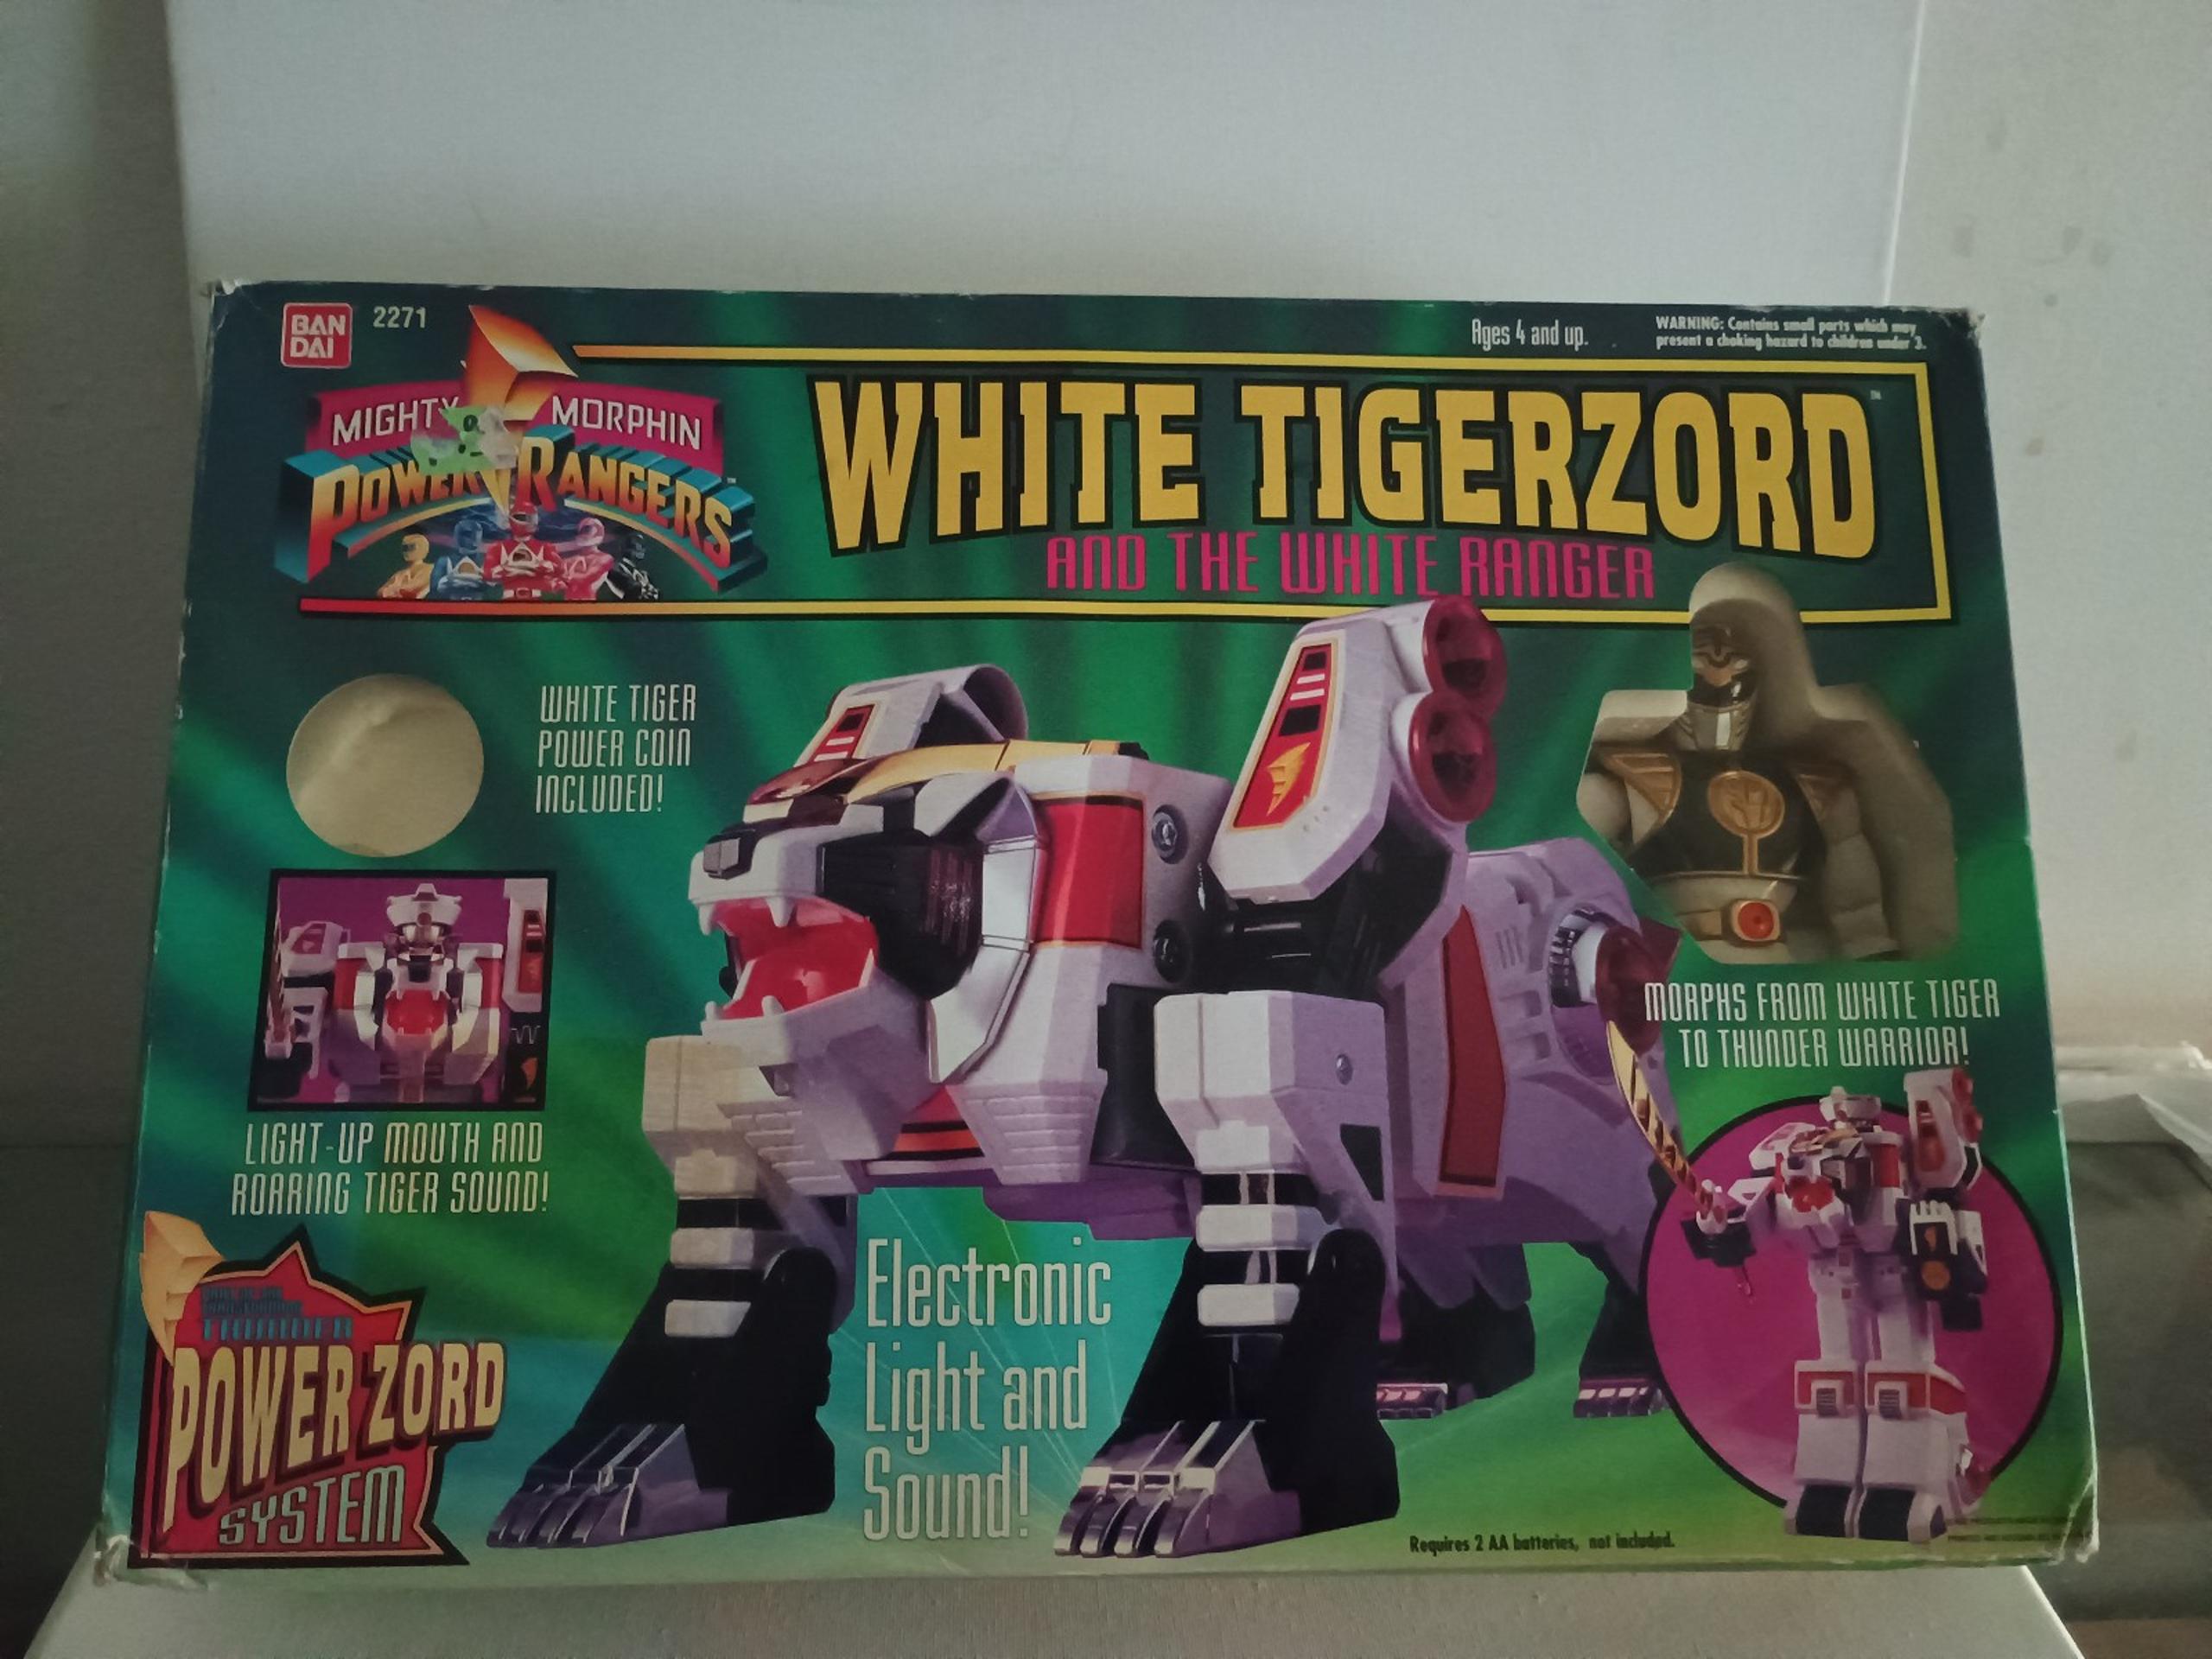 BAN
DAI
2271
Ages 4 and up.
WARNING: Contains small parts which may
present a choking hazard to children under 3.
MIGHTY MORPHIN
POWER RANGERS™
WHITE TIGERZORD™
AND THE WHITE RANGER
WHITE TIGER
POWER COIN
INCLUDED!
LIGHT-UP MOUTH AND
ROARING TIGER SOUND!
MORPHS FROM WHITE TIGER
TO THUNDER WARRIOR!
THUNDER
POWER ZORD
SYSTEM
Electronic
Light and
Sound!
Requires 2 AA batteries, not included.